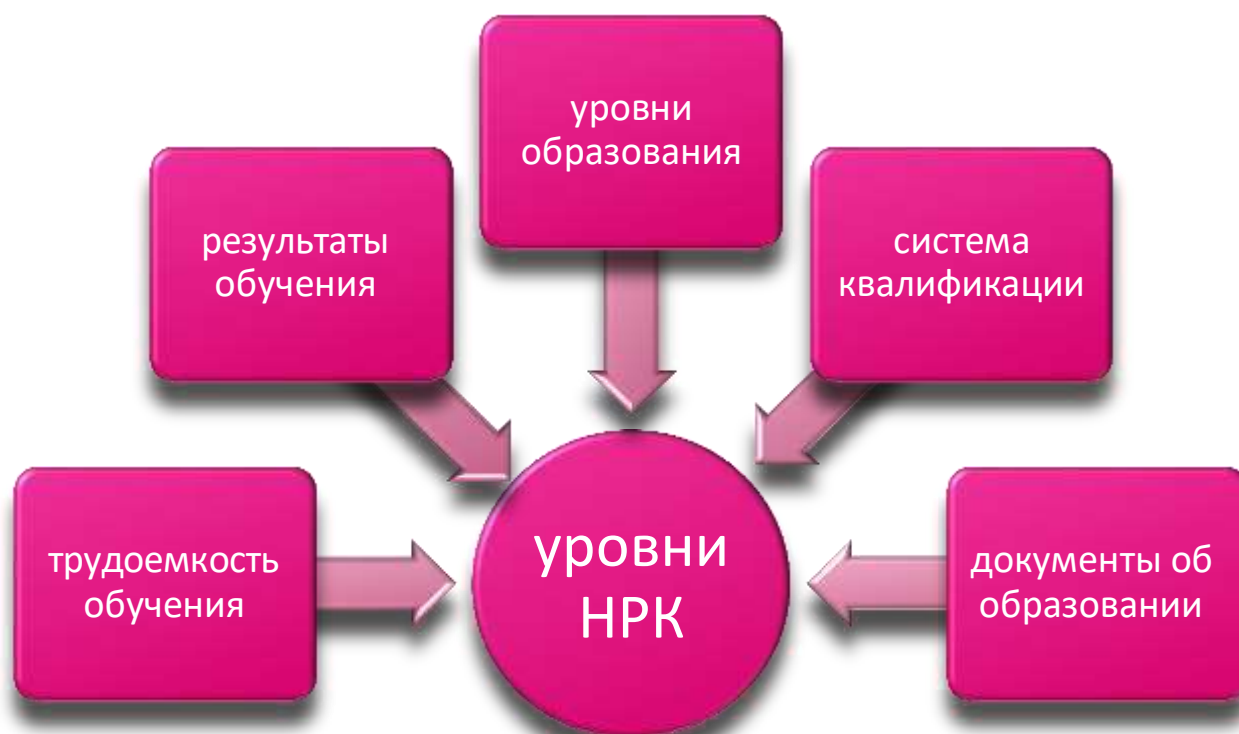 уровни
образования
результаты
обучения
система
квалификации
трудоемкость
обучения
уровни
НРК
документы об
образовании